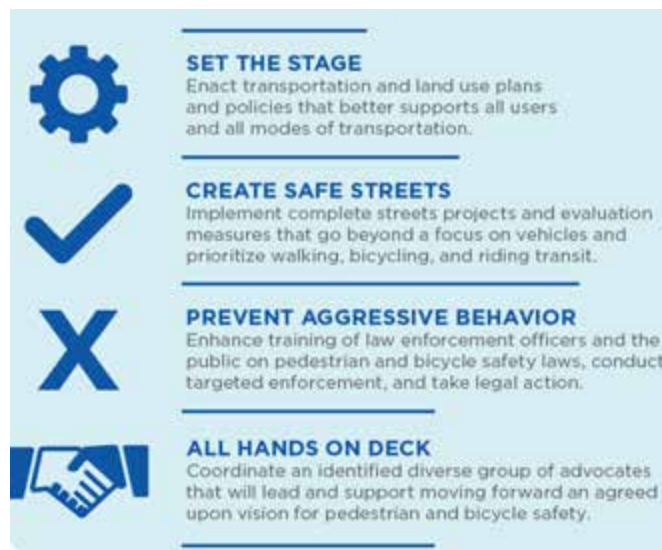 SET THE STAGE
Enact transportation and land use plans
and policies that better supports all users
and all modes of transportation.
CREATE SAFE STREETS
Implement complete streets projects and evaluation
measures that go beyond a focus on vehicles and
prioritize walking, bicycling, and riding transit.
PREVENT AGGRESSIVE BEHAVIOR
Enhance training of law enforcement officers and the
public on pedestrian and bicycle safety laws, conduct
targeted enforcement, and take legal action.
ALL HANDS ON DECK
Coordinate an identified diverse group of advocates
that will lead and support moving forward an agreed
upon vision for pedestrian and bicycle safety.